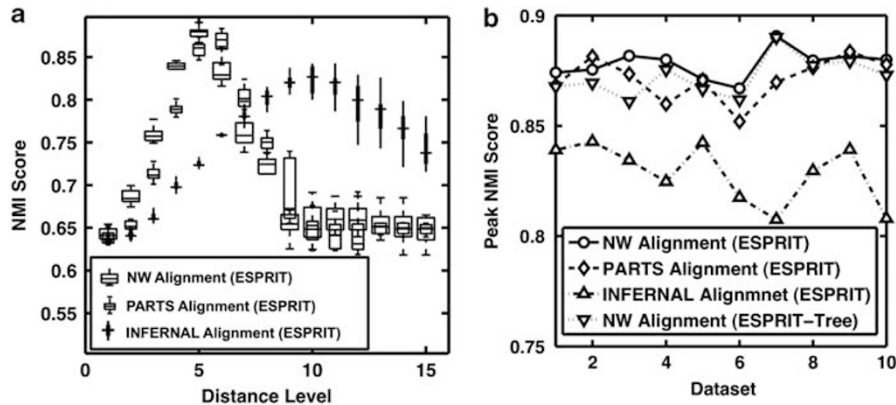 a
0.85
0.8
0.75
0.7
0.65
0.6
0.55
NMI Score
0
5
10
15
Distance Level
NW Alignment (ESPRIT)
PARTS Alignment (ESPRIT)
INFERNAL Alignment (ESPRIT)
b
0.9
0.85
0.8
0.75
Peak NMI Score
2
4
6
8
10
Dataset
NW Alignment (ESPRIT)
PARTS Alignment (ESPRIT)
INFERNAL Alignmnet (ESPRIT)
NW Alignment (ESPRIT-Tree)